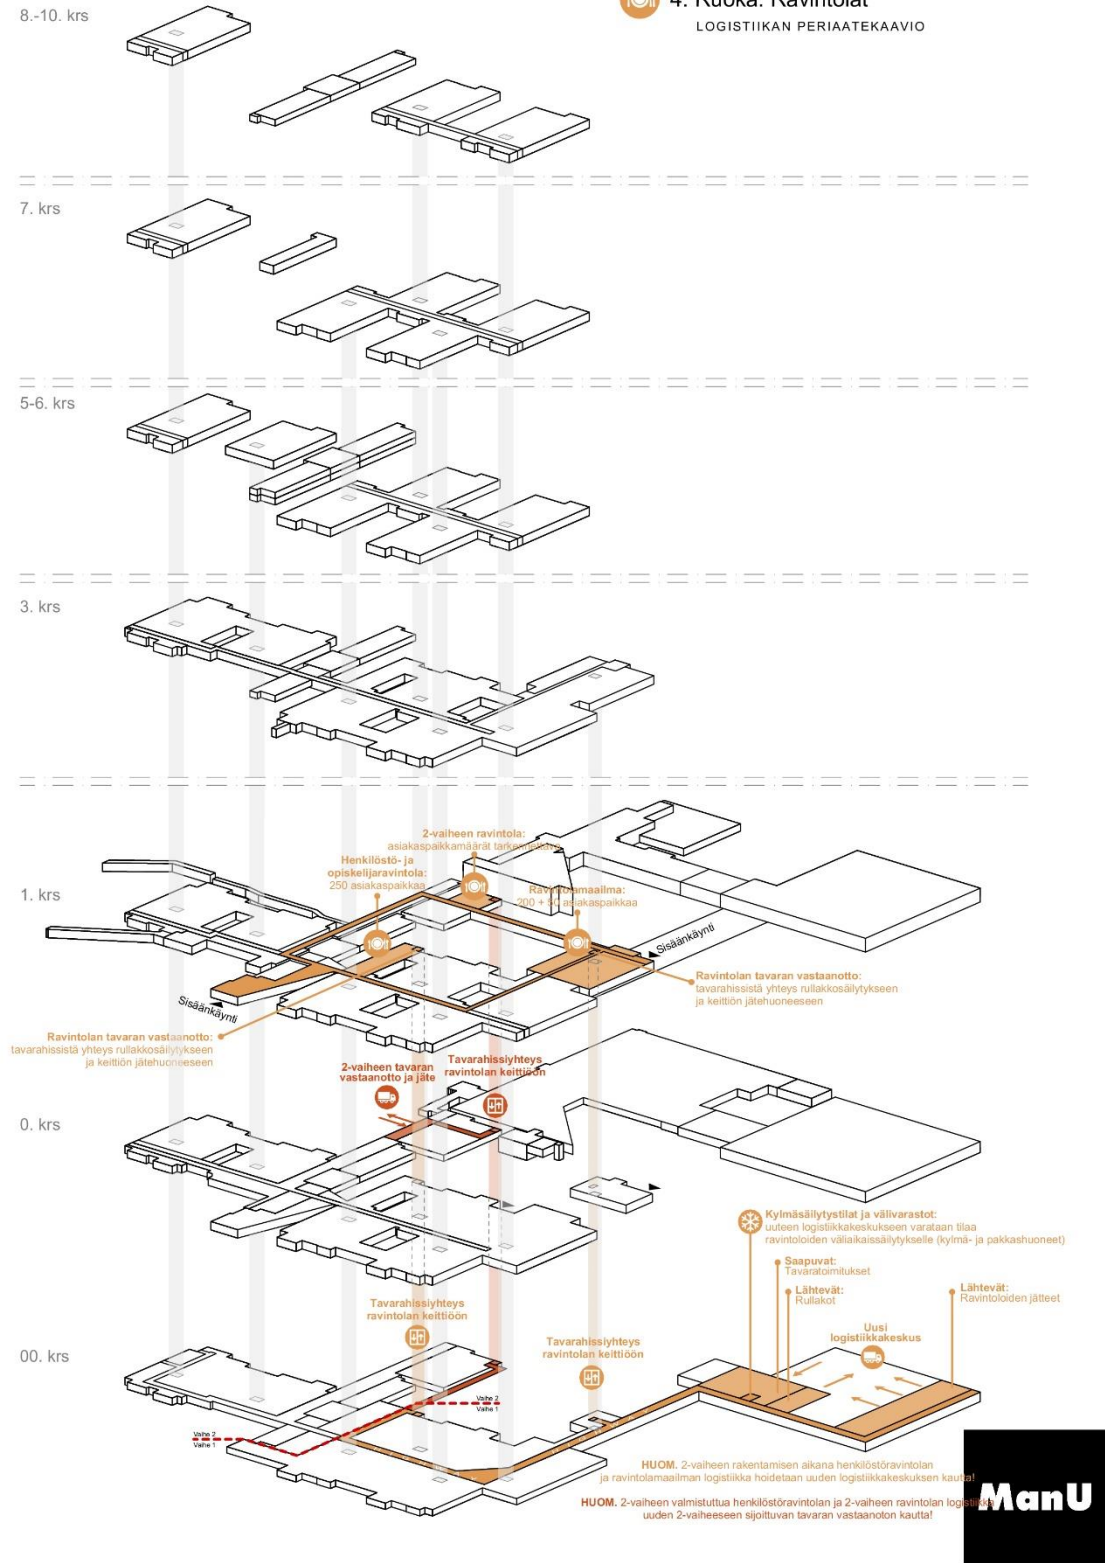 8.-10. krs
4. Ruoka: Ravintolat
LOGISTIIKAN PERIAATEKAAVIO
7. krs
5-6. krs
3. krs
1. krs
2-vaiheen ravintola:
asiakaspaikkamäärät tarkennettava
Henkilöstö- ja
opiskelijaravintola:
250 asiakaspaikkaa
Ravintolamaailma:
200 + 50 asiakaspaikkaa
Sisäänkäynti
Ravintolan tavaran vastaanotto:
tavarahissistä yhteys rullakkosäilytykseen
ja keittiön jätehuoneeseen
Sisäänkäynti
Ravintolan tavaran vastaanotto:
tavarahissistä yhteys rullakkosäilytykseen
ja keittiön jätehuoneeseen
0. krs
2-vaiheen tavaran
vastaanotto ja jäte
Tavarahissiyhteys
ravintolan keittiöön
Kylmäsäilytystilat ja välivarastot:
uuteen logistiikkakeskukseen varataan tilaa
ravintoloiden väliaikaissäilytykselle (kylmä- ja pakkashuoneet)
Saapuvat:
Tavaratoimitukset
Lähtevät:
Rullakot
Lähtevät:
Ravintoloiden jätteet
Uusi
logistiikkakeskus
00. krs
Tavarahissiyhteys
ravintolan keittiöön
Tavarahissiyhteys
ravintolan keittiöön
Vaihe 2
Vaihe 1
Vaihe 2
Vaihe 1
HUOM. 2-vaiheen rakentamisen aikana henkilöstöravintolan
ja ravintolamaailman logistiikka hoidetaan uuden logistiikkakeskuksen kautta!
HUOM. 2-vaiheen valmistuttua henkilöstöravintolan ja 2-vaiheen ravintolan logistiikka
uuden 2-vaiheeseen sijoittuvan tavaran vastaanoton kautta!
ManU